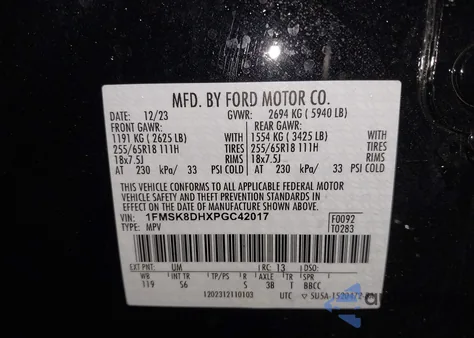 MFD. BY FORD MOTOR CO.
DATE: 12/23 GVWR: 2694 KG ( 5940 LB)
FRONT GAWR: REAR GAWR:
1191 KG ( 2625 LB) WITH 1554 KG ( 3425 LB) WITH
255/65R18 111H TIRES 255/65R18 111H TIRES
18x7.5J RIMS 18x7.5J RIMS
AT 230 kPa/ 33 PSI COLD AT 230 kPa/ 33 PSI COLD
THIS VEHICLE CONFORMS TO ALL APPLICABLE FEDERAL MOTOR
VEHICLE SAFETY AND THEFT PREVENTION STANDARDS IN
EFFECT ON THE DATE OF MANUFACTURE SHOWN ABOVE.
VIN: 1FMSK8DHXPGC42017 F0092
TYPE: MPV T0283
EXT PNT: UM RC: 13 DSO:
WB INT TR TP/PS R AXLE TR SPR
119 S6 S 3B T BBCC
1202312110103 UTC